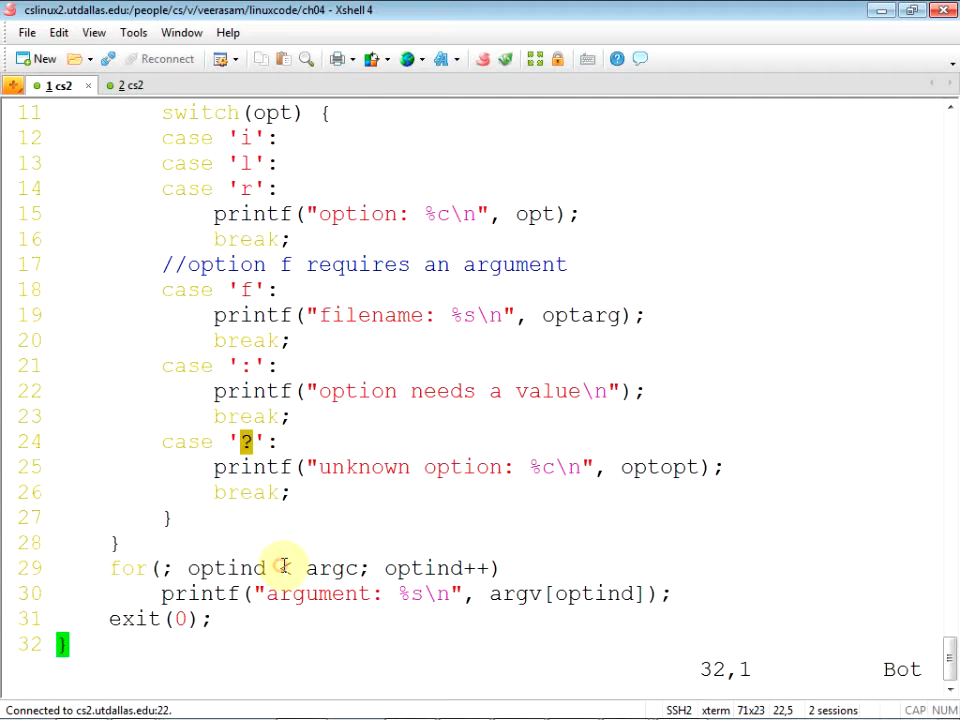 cslinux2.utdallas.edu:/people/cs/v/veerasam/linuxcode/ch04 - Xshell 4
File Edit View Tools Window Help
New Reconnect
1 cs2 × 2 cs2
11 switch(opt) {
12 case 'i':
13 case 'l':
14 case 'r':
15 printf("option: %c\n", opt);
16 break;
17 //option f requires an argument
18 case 'f':
19 printf("filename: %s\n", optarg);
20 break;
21 case ':':
22 printf("option needs a value\n");
23 break;
24 case '?':
25 printf("unknown option: %c\n", optopt);
26 break;
27 }
28 }
29 for(; optind < argc; optind++)
30 printf("argument: %s\n", argv[optind]);
31 exit(0);
32 }
32,1 Bot
Connected to cs2.utdallas.edu:22. SSH2 xterm 71x23 22,5 2 sessions CAP NUM